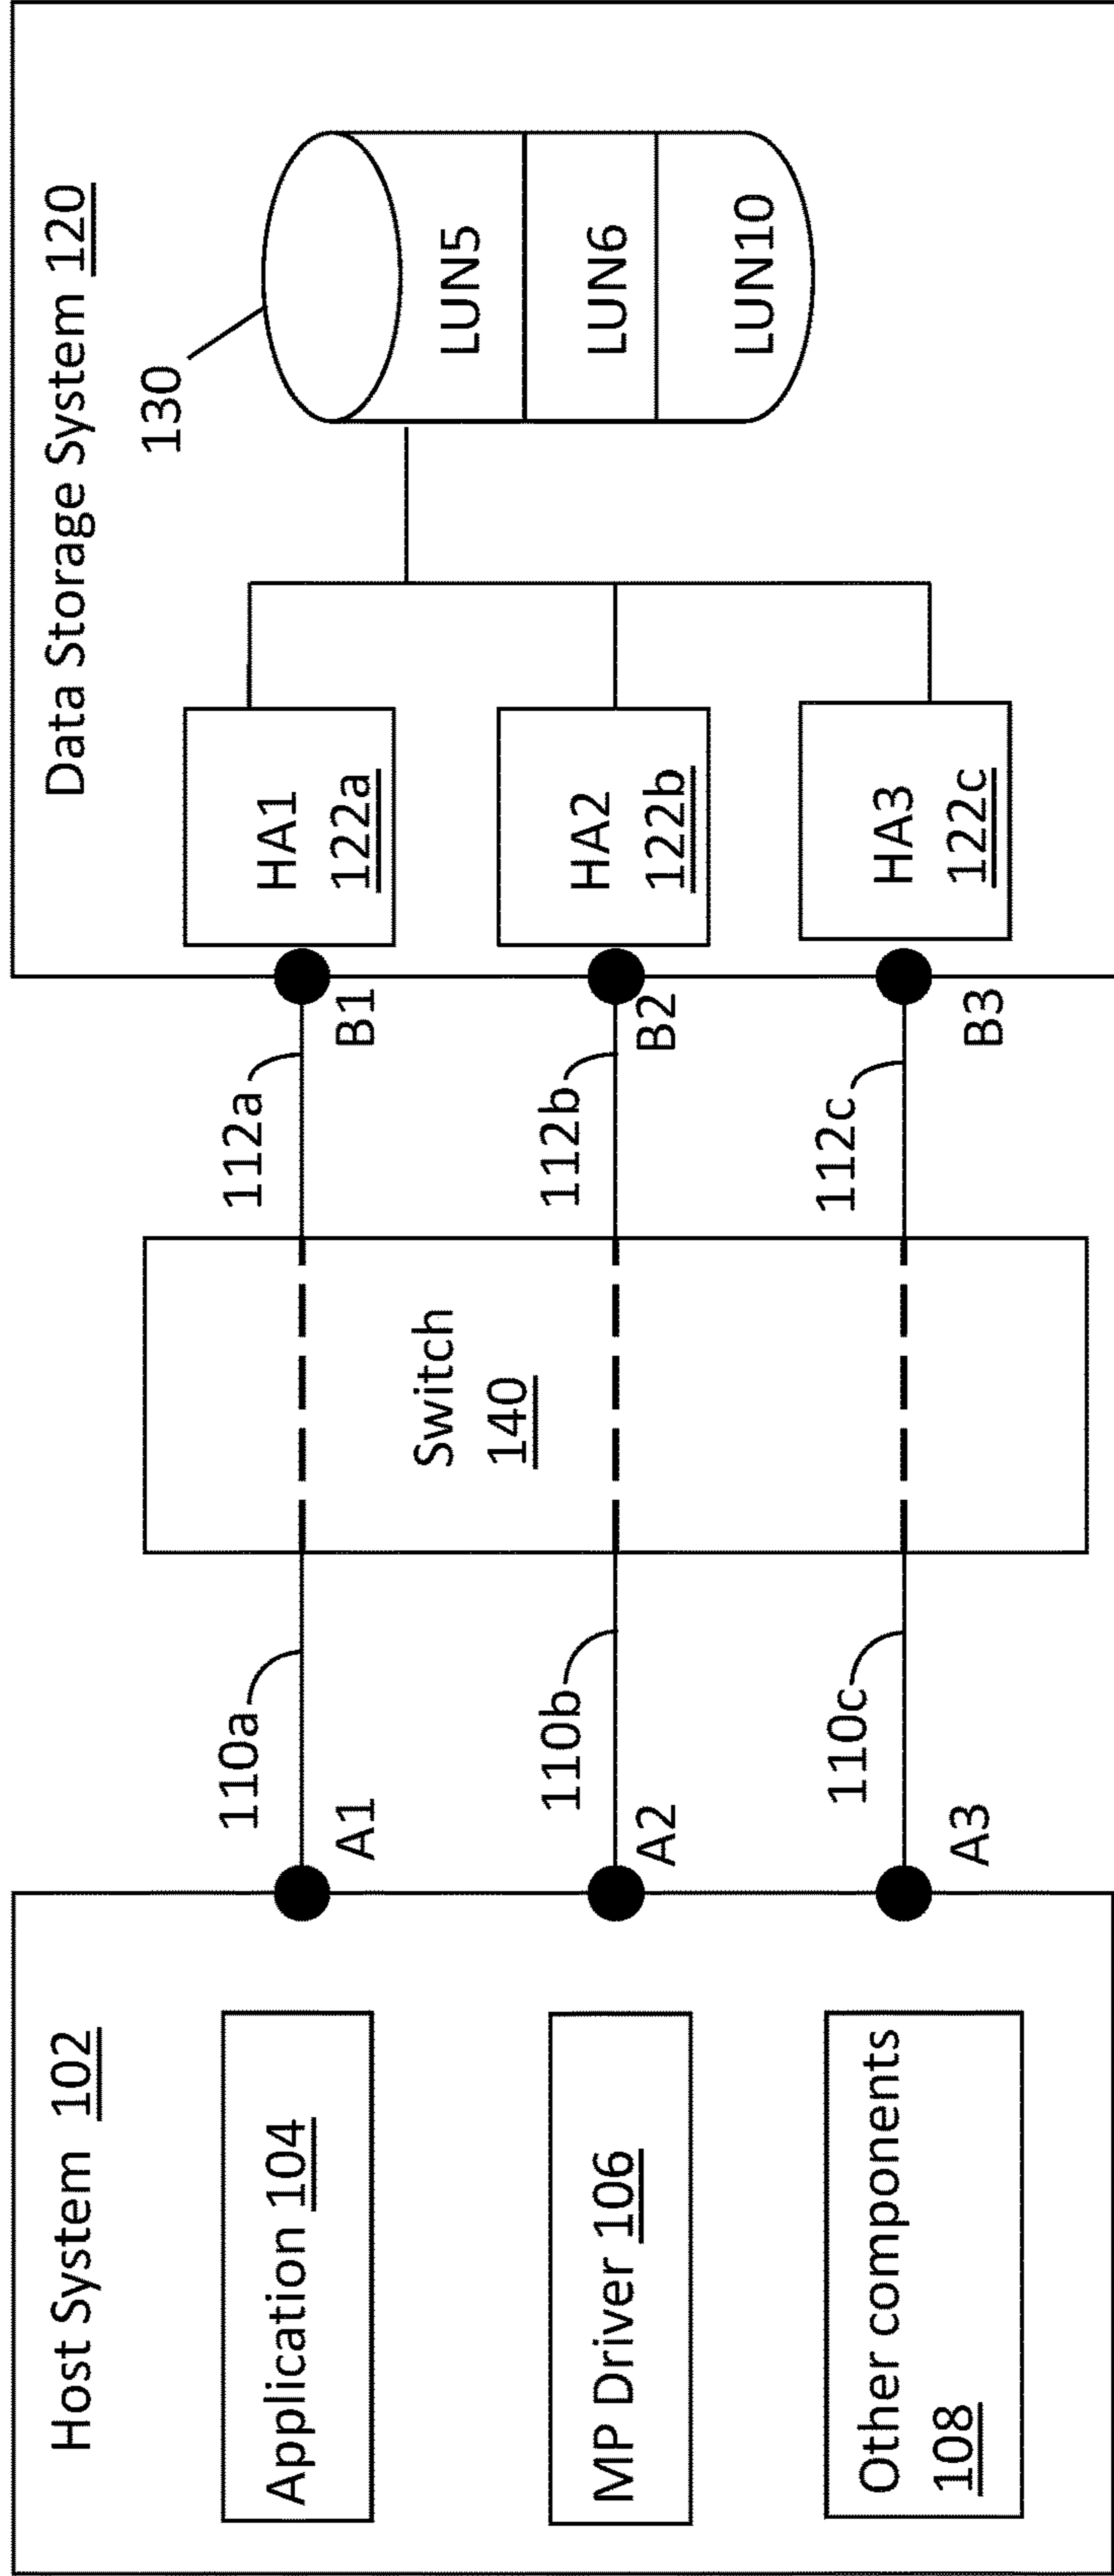 Host System 102
Application 104
MP Driver 106
Other components
108
A1
A2
A3
110a
110b
110c
Switch
140
112a
112b
112c
B1
B2
B3
Data Storage System 120
HA1
122a
HA2
122b
HA3
122c
130
LUN5
LUN6
LUN10